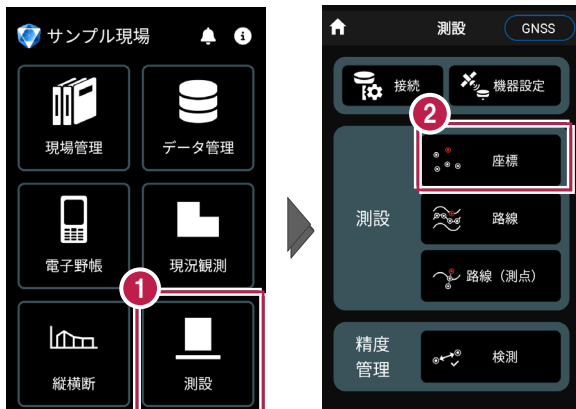 サンプル現場
現場管理
データ管理
電子野帳
現況観測
1
縦横断
測設
測設
GNSS
接続
機器設定
2
座標
測設
路線
路線（測点）
精度
管理
検測